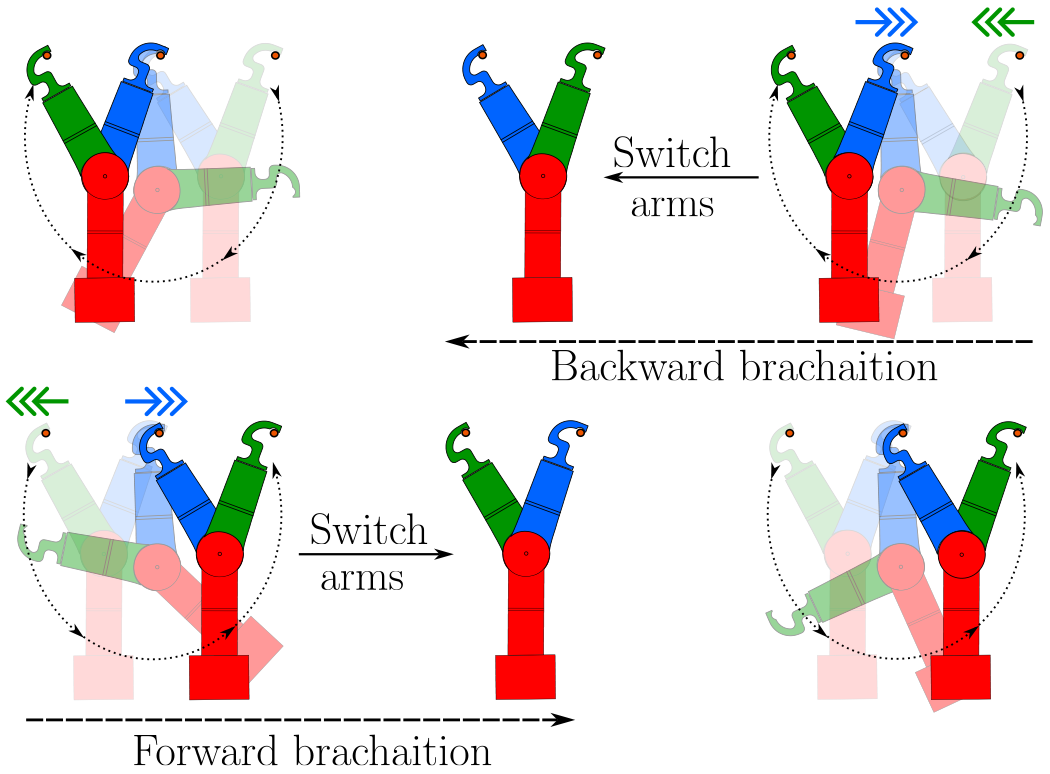 Switch
arms
Backward brachaition
Switch
arms
Forward brachaition